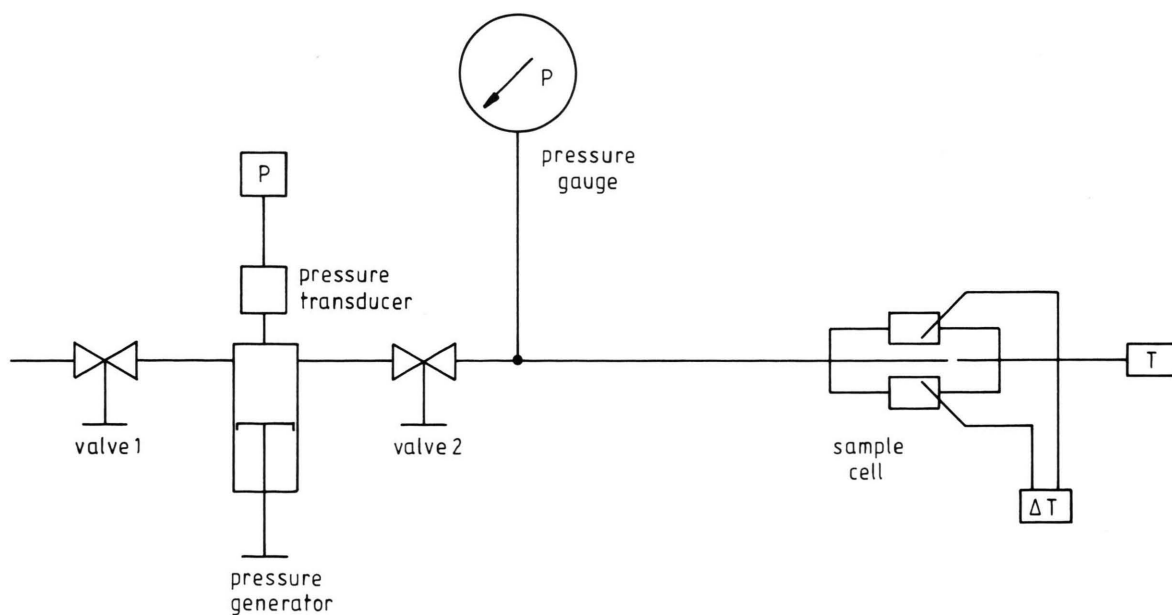 P
pressure
gauge
P
pressure
transducer
valve 1
valve 2
sample
cell
T
ΔT
pressure
generator